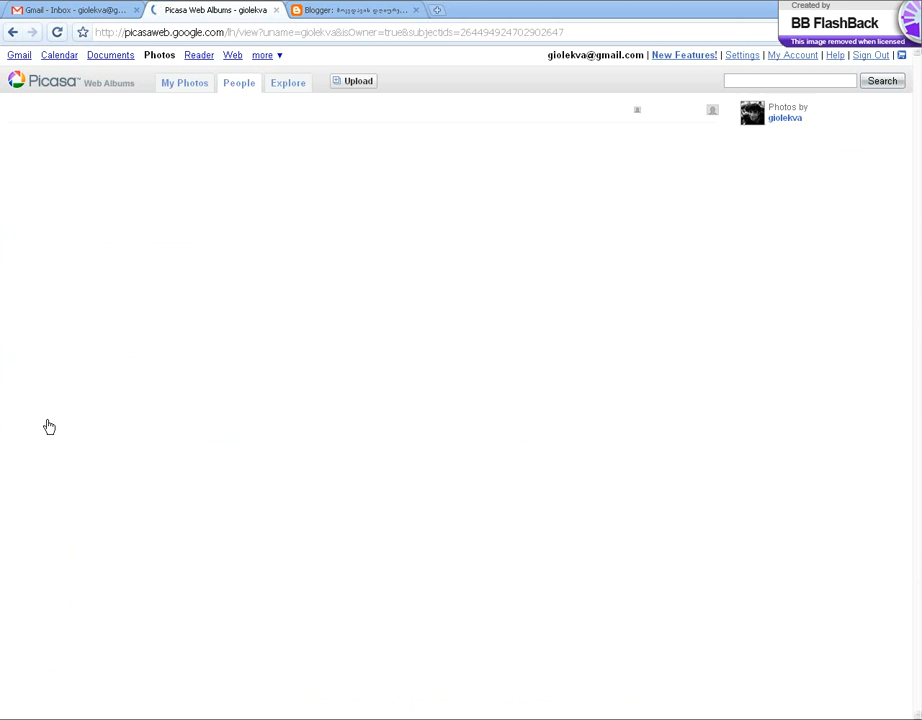 Gmail - Inbox - giolekva@g...
Picasa Web Albums - giolekva
Blogger:
Created by
BB FlashBack
This image removed when licensed
http://picasaweb.google.com/lh/view?uname=giolekva&isOwner=true&subjectids=264494924702902647
Gmail Calendar Documents Photos Reader Web more ▼
giolekva@gmail.com | New Features! | Settings | My Account | Help | Sign Out |
Picasa™ Web Albums My Photos People Explore Upload Search
Photos by
giolekva